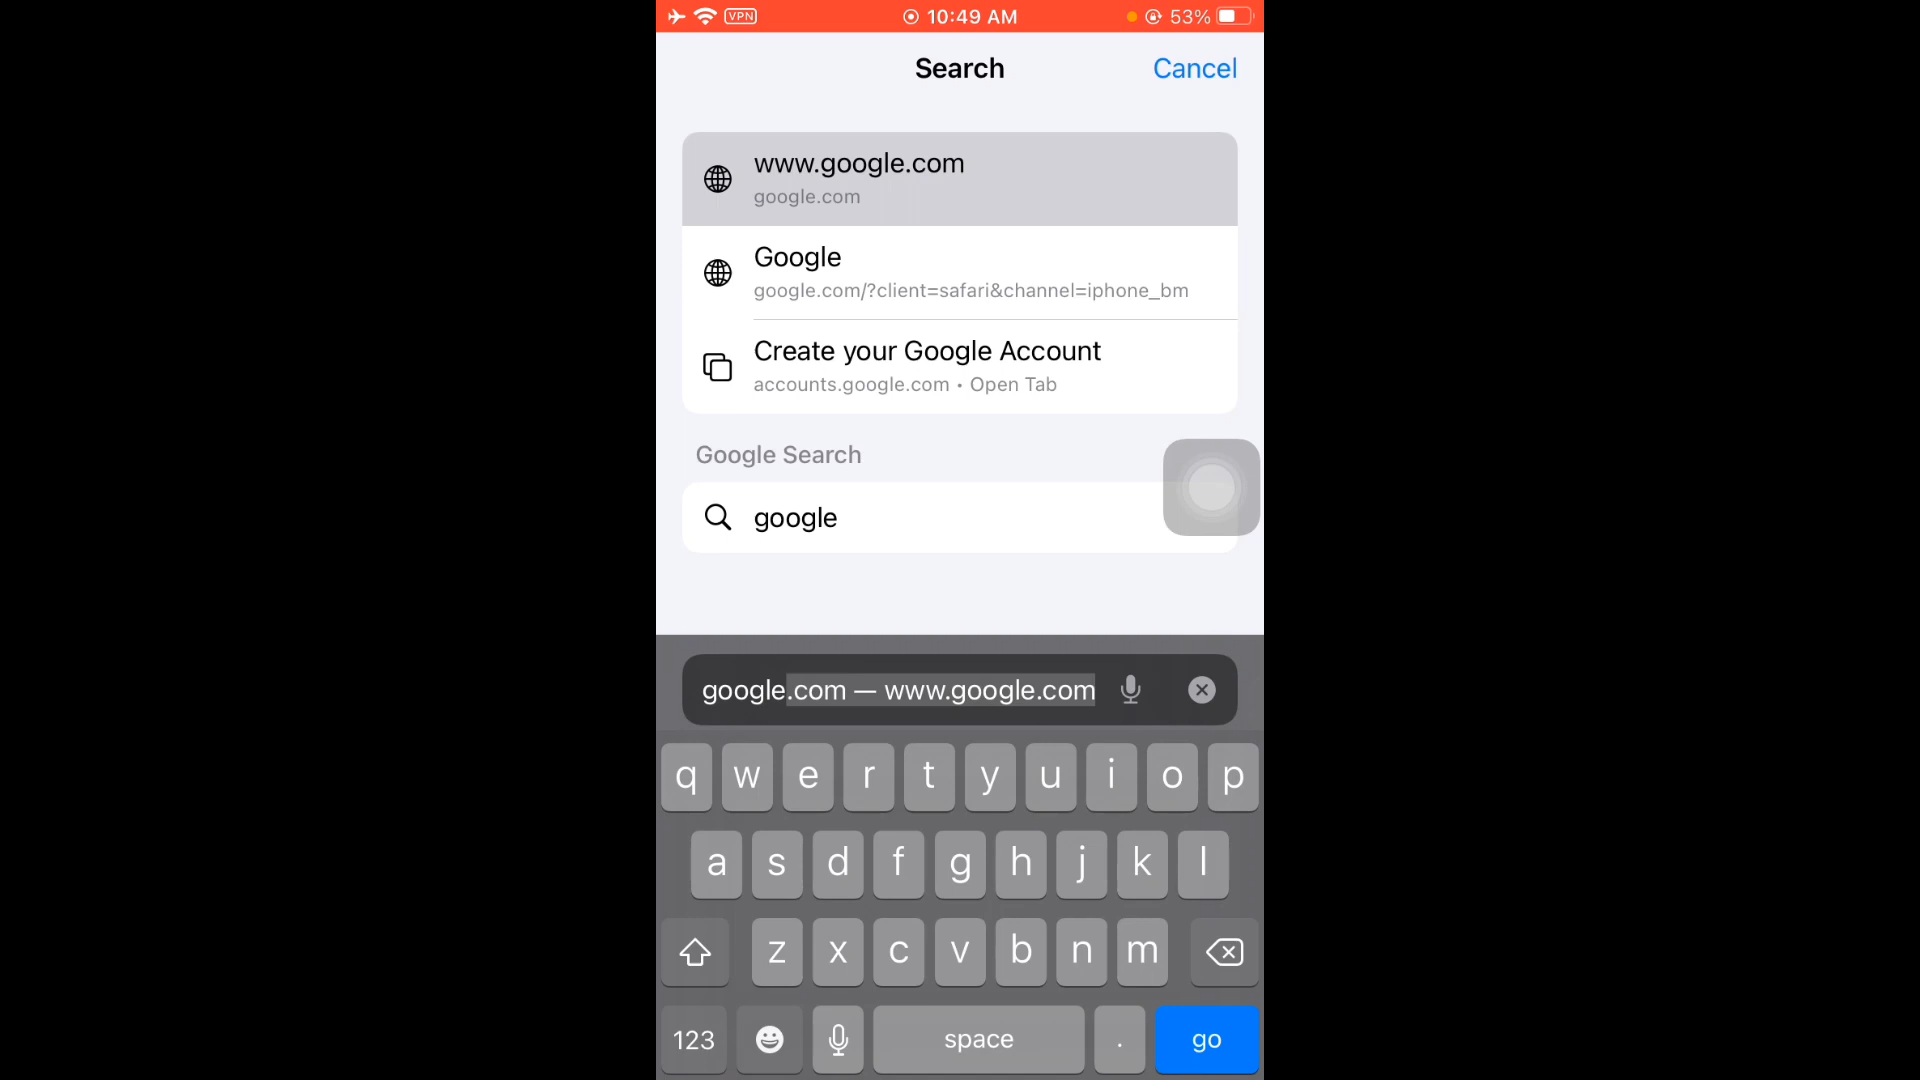 VPN 10:49 AM 53%
Search Cancel
www.google.com
google.com
Google
google.com/?client=safari&channel=iphone_bm
Create your Google Account
accounts.google.com • Open Tab
Google Search
google
google.com — www.google.com
q w e r t y u i o p
a s d f g h j k l
z x c v b n m
123 space . go